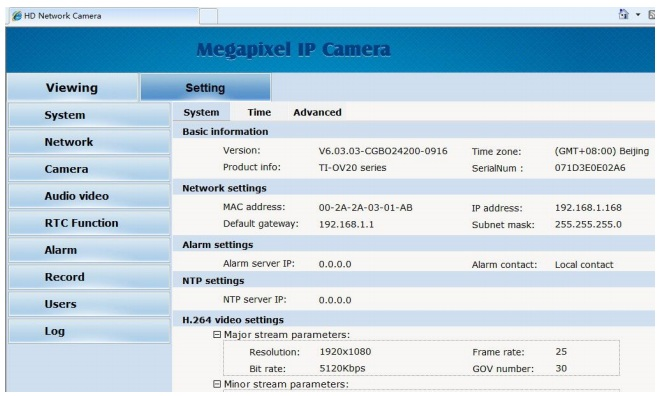 HD Network Camera
Megapixel IP Camera
Viewing Setting
System
Network
Camera
Audio video
RTC Function
Alarm
Record
Users
Log
System Time Advanced
Basic information
Version: V6.03.03-CGBO24200-0916 Time zone: (GMT+08:00) Beijing
Product info: TI-OV20 series SerialNum : 071D3E0E02A6
Network settings
MAC address: 00-2A-2A-03-01-AB IP address: 192.168.1.168
Default gateway: 192.168.1.1 Subnet mask: 255.255.255.0
Alarm settings
Alarm server IP: 0.0.0.0 Alarm contact: Local contact
NTP settings
NTP server IP: 0.0.0.0
H.264 video settings
Major stream parameters:
Resolution: 1920x1080 Frame rate: 25
Bit rate: 5120Kbps GOV number: 30
Minor stream parameters: